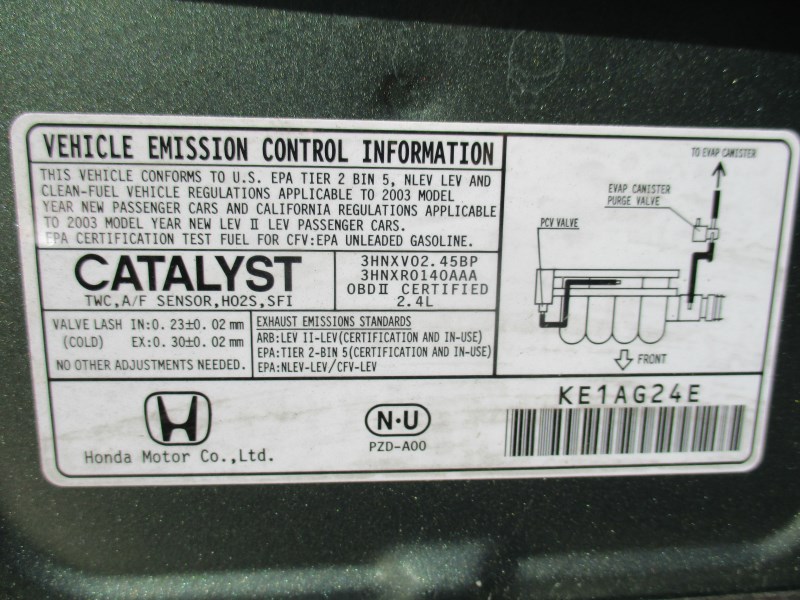 VEHICLE EMISSION CONTROL INFORMATION
THIS VEHICLE CONFORMS TO U.S. EPA TIER 2 BIN 5, NLEV LEV AND
CLEAN-FUEL VEHICLE REGULATIONS APPLICABLE TO 2003 MODEL
YEAR NEW PASSENGER CARS AND CALIFORNIA REGULATIONS APPLICABLE
TO 2003 MODEL YEAR NEW LEV II LEV PASSENGER CARS.
EPA CERTIFICATION TEST FUEL FOR CFV:EPA UNLEADED GASOLINE.
CATALYST
TWC,A/F SENSOR,HO2S,SFI
3HNXV02.45BP
3HNXR0140AAA
OBD II CERTIFIED
2.4L
VALVE LASH IN:0.23±0.02 mm
(COLD) EX:0.30±0.02 mm
NO OTHER ADJUSTMENTS NEEDED.
EXHAUST EMISSIONS STANDARDS
ARB:LEV II-LEV(CERTIFICATION AND IN-USE)
EPA:TIER 2-BIN 5(CERTIFICATION AND IN-USE)
EPA:NLEV-LEV/CFV-LEV
TO EVAP CANISTER
EVAP CANISTER
PURGE VALVE
PCV VALVE
FRONT
Honda Motor Co.,Ltd.
N·U
PZD-A00
KE1AG24E